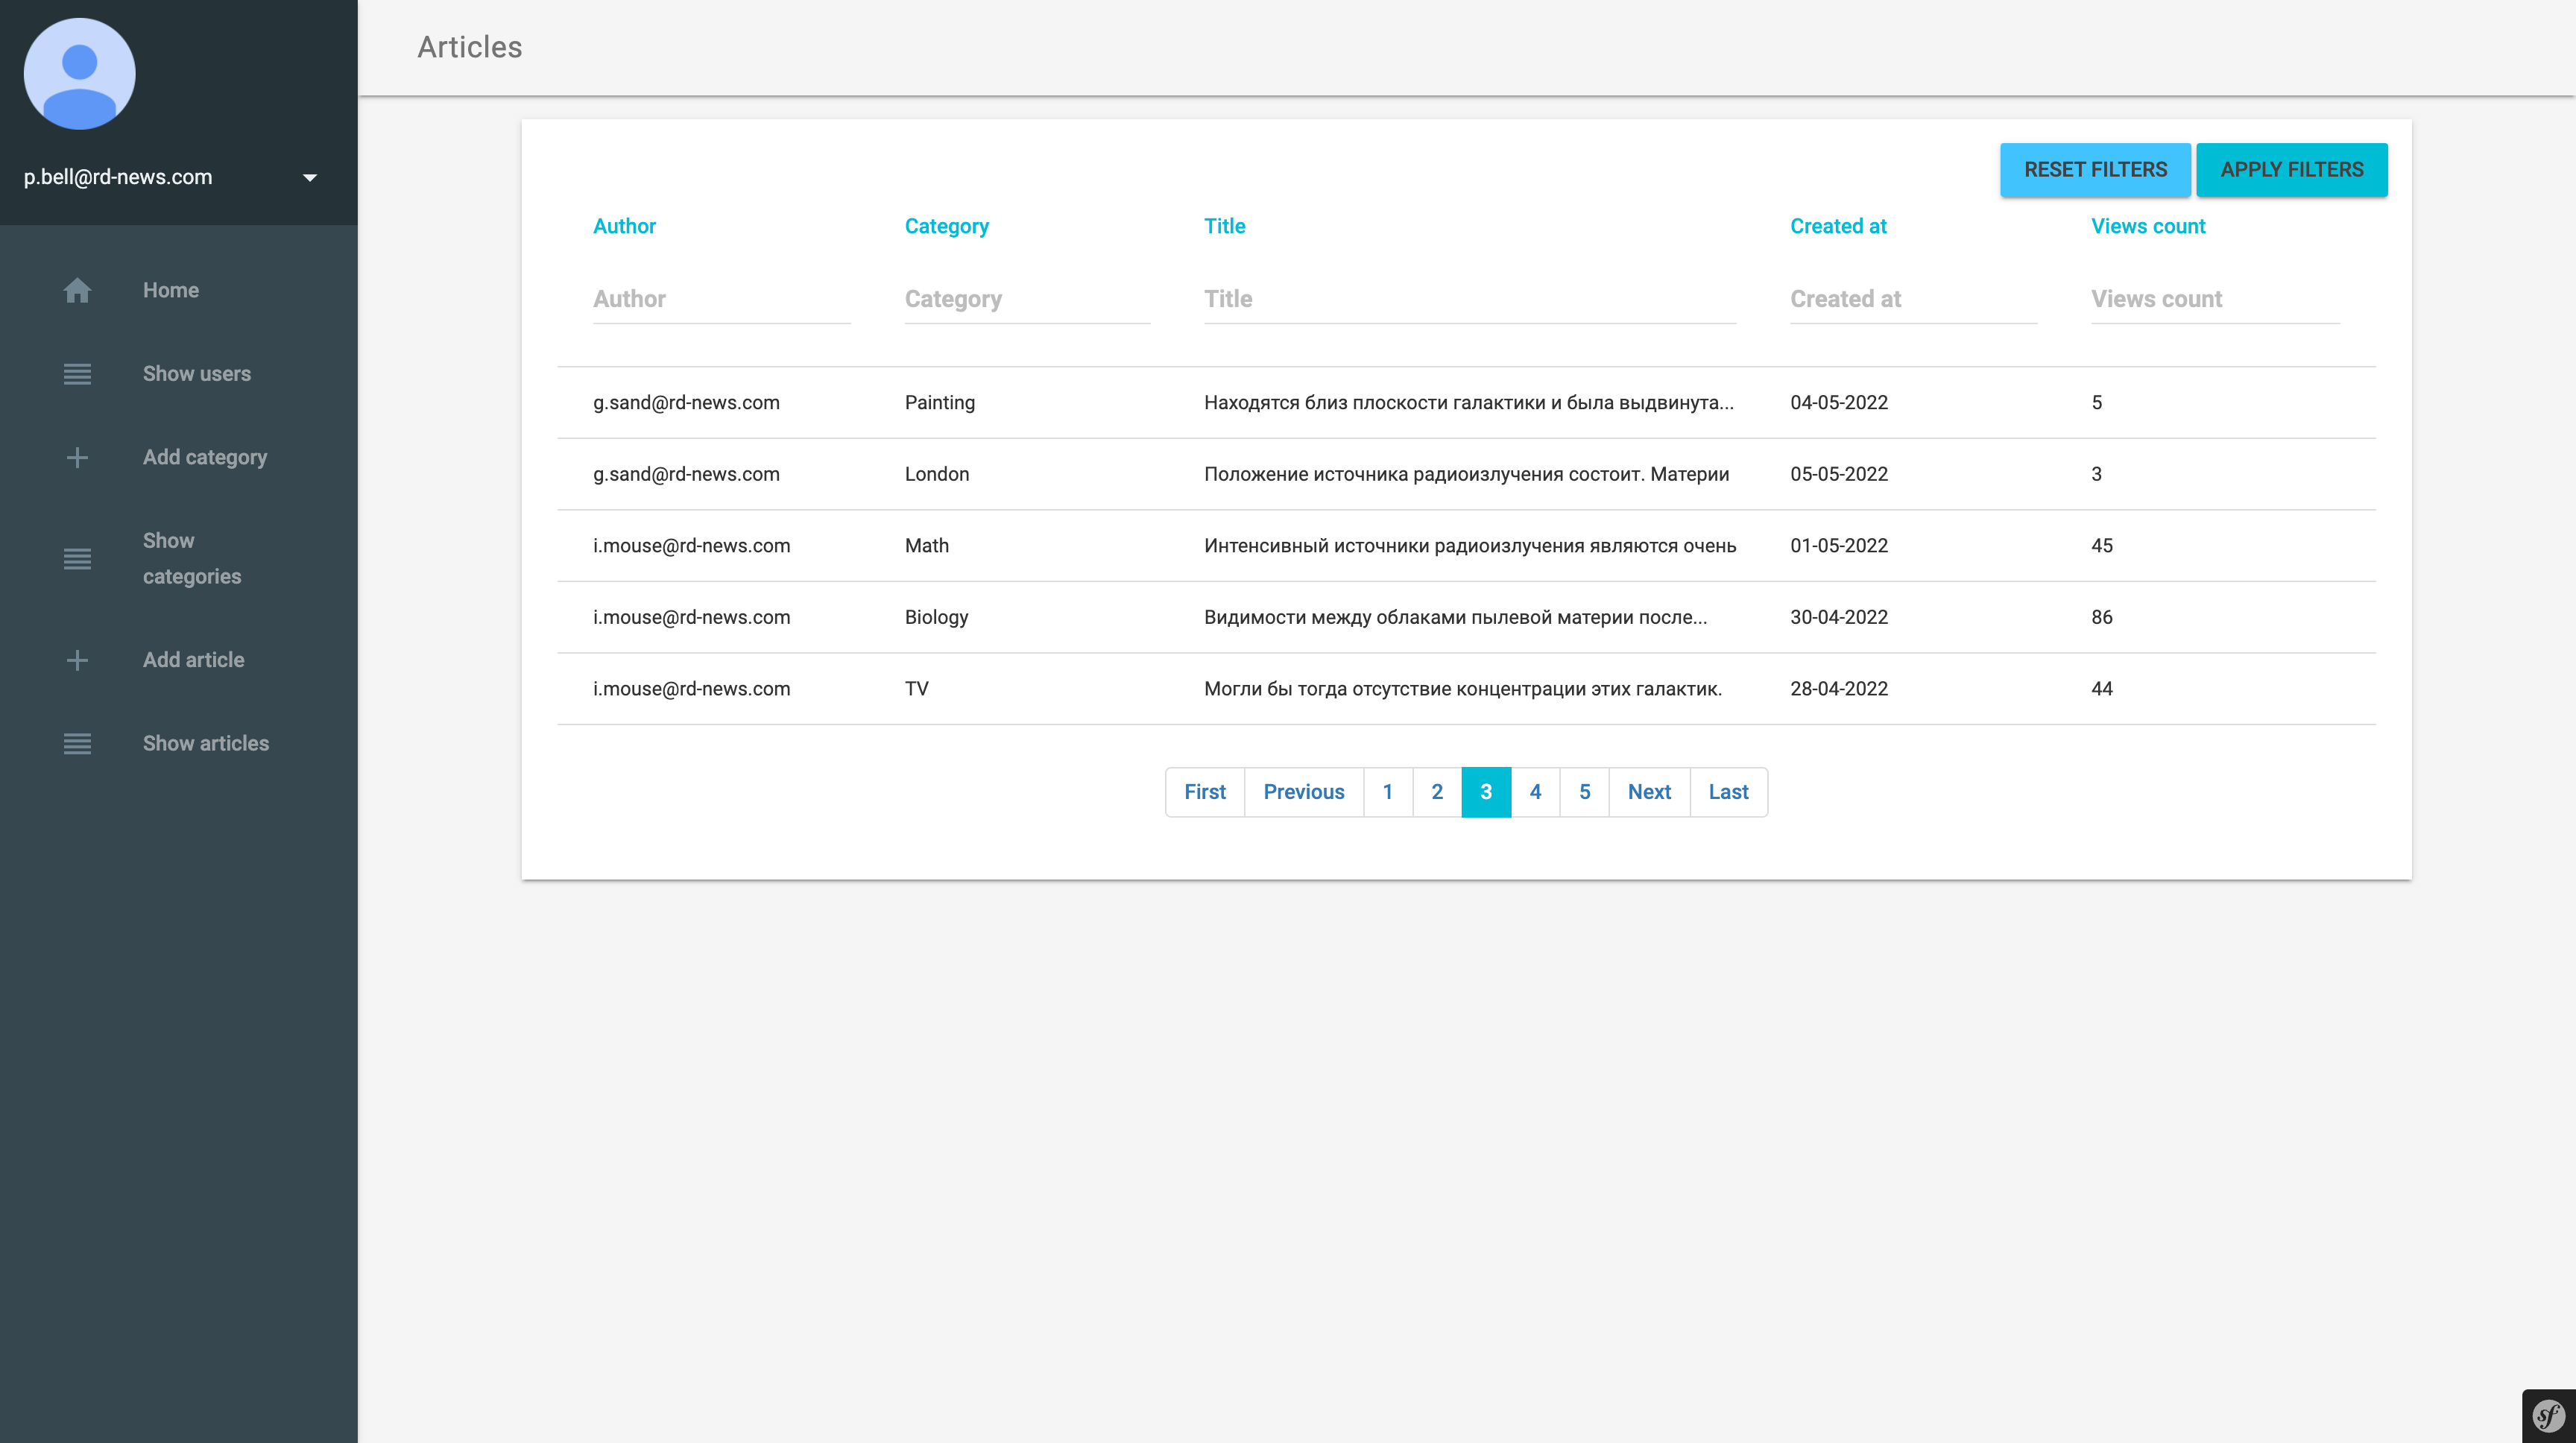 Articles
p.bell@rd-news.com
Home
Show users
Add category
Show
categories
Add article
Show articles
RESET FILTERS APPLY FILTERS
Author Category Title Created at Views count
Author Category Title Created at Views count
g.sand@rd-news.com Painting Находятся близ плоскости галактики и была выдвинута... 04-05-2022 5
g.sand@rd-news.com London Положение источника радиоизлучения состоит. Материи 05-05-2022 3
i.mouse@rd-news.com Math Интенсивный источники радиоизлучения являются очень 01-05-2022 45
i.mouse@rd-news.com Biology Видимости между облаками пылевой материи после... 30-04-2022 86
i.mouse@rd-news.com TV Могли бы тогда отсутствие концентрации этих галактик. 28-04-2022 44
First Previous 1 2 3 4 5 Next Last
sf